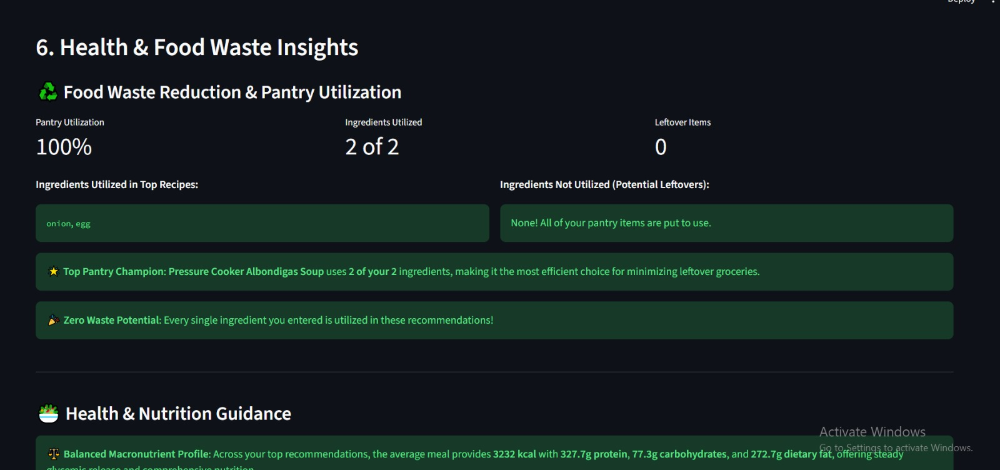 Deploy
6. Health & Food Waste Insights
Food Waste Reduction & Pantry Utilization
Pantry Utilization
Ingredients Utilized
Leftover Items
100%
2 of 2
0
Ingredients Utilized in Top Recipes:
Ingredients Not Utilized (Potential Leftovers):
onion, egg
None! All of your pantry items are put to use.
Top Pantry Champion: Pressure Cooker Albondigas Soup uses 2 of your 2 ingredients, making it the most efficient choice for minimizing leftover groceries.
Zero Waste Potential: Every single ingredient you entered is utilized in these recommendations!
Health & Nutrition Guidance
Balanced Macronutrient Profile: Across your top recommendations, the average meal provides 3232 kcal with 327.7g protein, 77.3g carbohydrates, and 272.7g dietary fat, offering steady
glycemic release and comprehensive nutrition.
Activate Windows
Go to Settings to activate Windows.